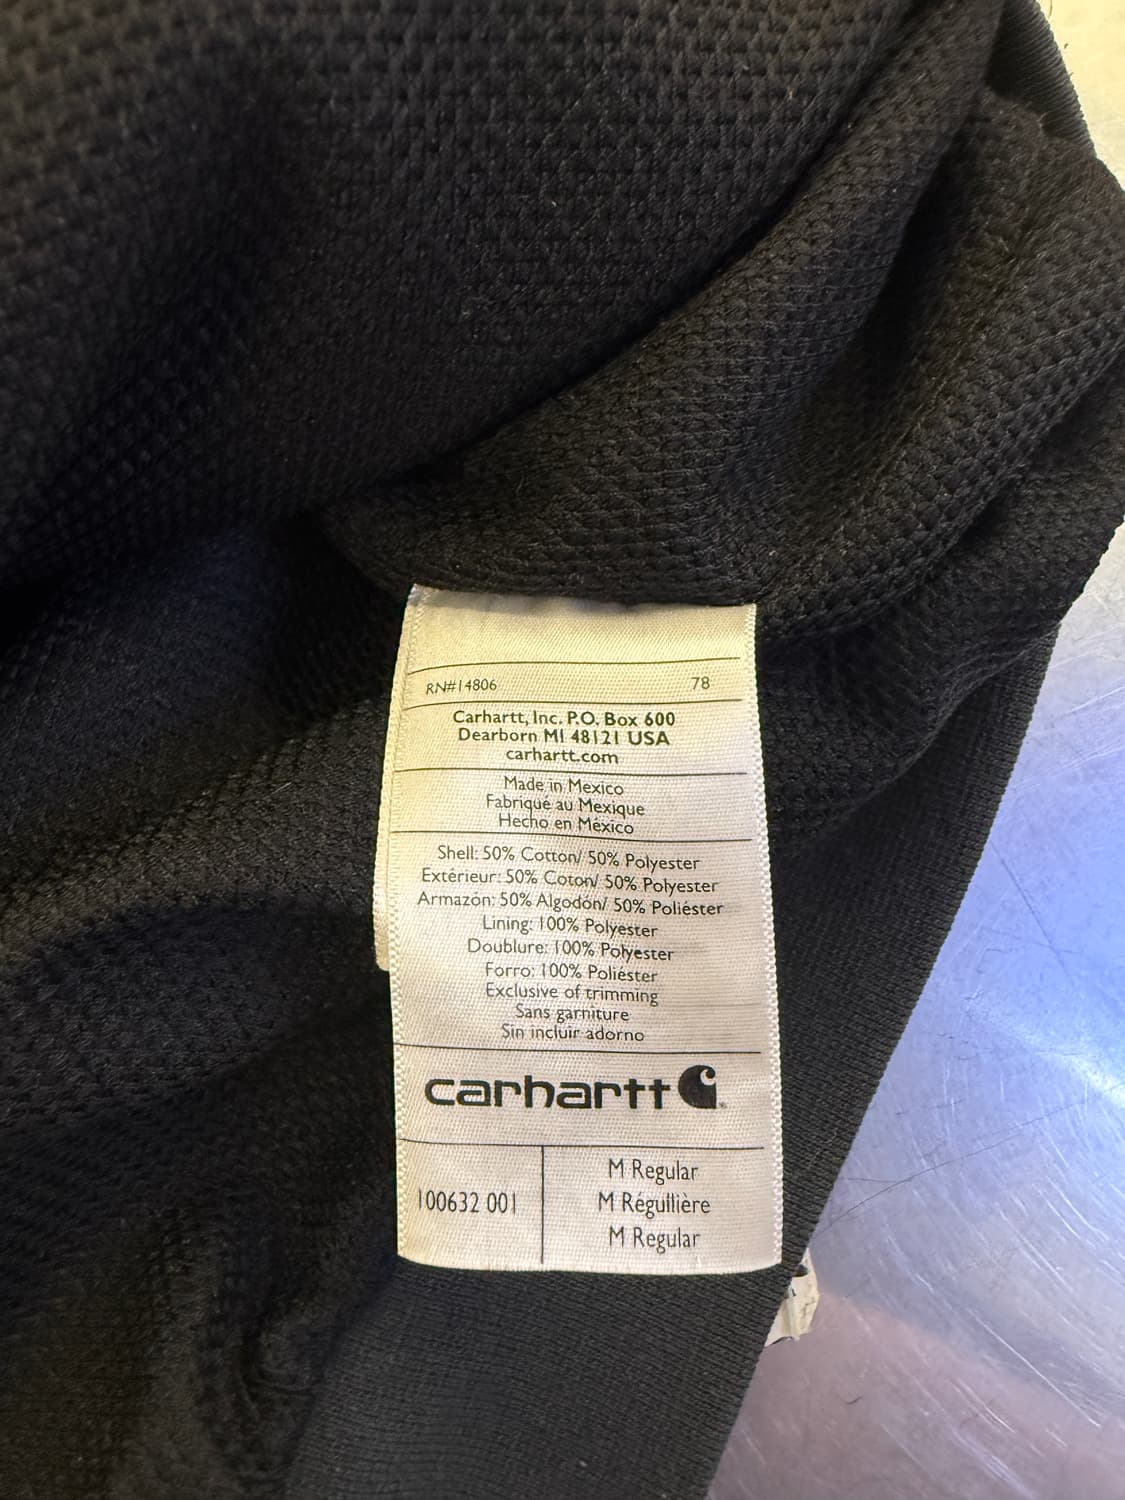 RN#14806 78
Carhartt, Inc. P.O. Box 600
Dearborn MI 48121 USA
carhartt.com
Made in Mexico
Fabriqué au Mexique
Hecho en México
Shell: 50% Cotton/ 50% Polyester
Extérieur: 50% Coton/ 50% Polyester
Armazón: 50% Algodón/ 50% Poliéster
Lining: 100% Polyester
Doublure: 100% Polyester
Forro: 100% Poliéster
Exclusive of trimming
Sans garniture
Sin incluir adorno
carhartt
100632 001
M Regular
M Régullière
M Regular